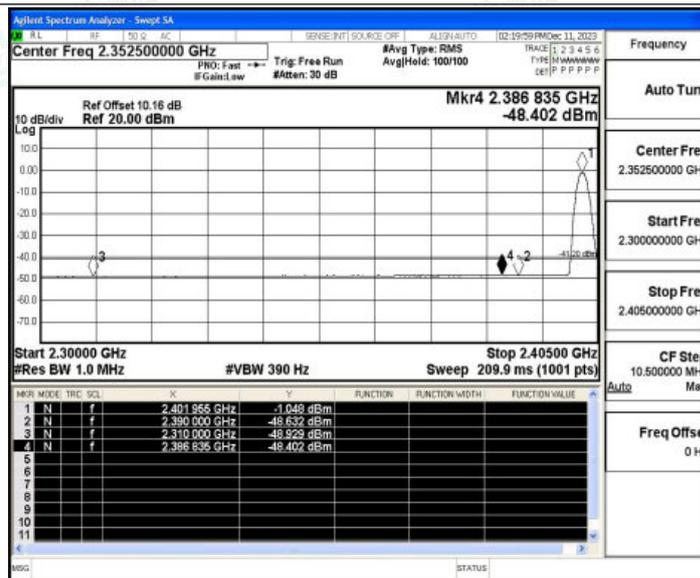 Agilent Spectrum Analyzer - Swept SA
RL RF 50 Ω AC SENSE:INT SOURCE OFF ALIGN AUTO 02:19:59 PM Dec 11, 2023
Center Freq 2.352500000 GHz
PNO: Fast
IFGain:Low
Trig: Free Run
#Atten: 30 dB
#Avg Type: RMS
Avg|Hold: 100/100
TRACE 1 2 3 4 5 6
TYPE M
DET P P P P P P
Frequency
Auto Tun
Center Fre
2.352500000 GH
Start Fre
2.300000000 GH
Stop Fre
2.405000000 GH
CF Ste
10.500000 MH
Auto Ma
Freq Offse
0 H
Mkr4 2.386 835 GHz
-48.402 dBm
Ref Offset 10.16 dB
10 dB/div Ref 20.00 dBm
Log
10.0
0.00
-10.0
-20.0
-30.0
-40.0
-50.0
-60.0
-70.0
1
3
4
2
-41.20 dBm
Start 2.30000 GHz Stop 2.40500 GHz
#Res BW 1.0 MHz #VBW 390 Hz Sweep 209.9 ms (1001 pts)
MKR MODE TRC SCL X Y FUNCTION FUNCTION WIDTH FUNCTION VALUE
1 N f 2.401 955 GHz -1.048 dBm
2 N f 2.390 000 GHz -48.632 dBm
3 N f 2.310 000 GHz -48.929 dBm
4 N f 2.386 835 GHz -48.402 dBm
5
6
7
8
9
10
11
MSG STATUS